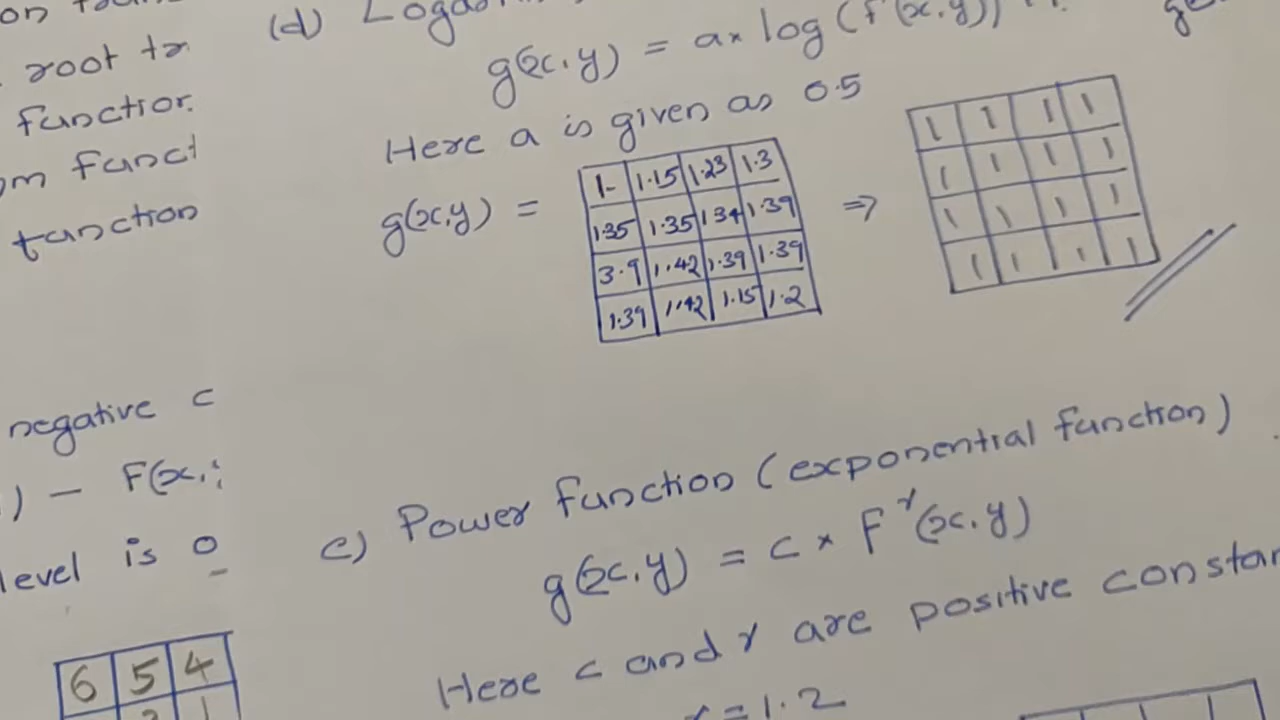 (d)
g(x,y) = a* log(F(x,y))
root
function
Here a is given as 0.5
g(x,y) = ⇒
1- 1.15 1.23 1.3
1.35 1.35 1.34 1.39
3.9 1.42 1.39 1.39
1.39 1.42 1.15 1.2
1 1 1 1
1 1 1 1
1 1 1 1
1 1 1 1
function
negative c
) - F(x,
level is 0
6 5 4
e) Power function (exponential function)
g(x,y) = c * F^γ(x,y)
Here c and γ are positive
= 1.2